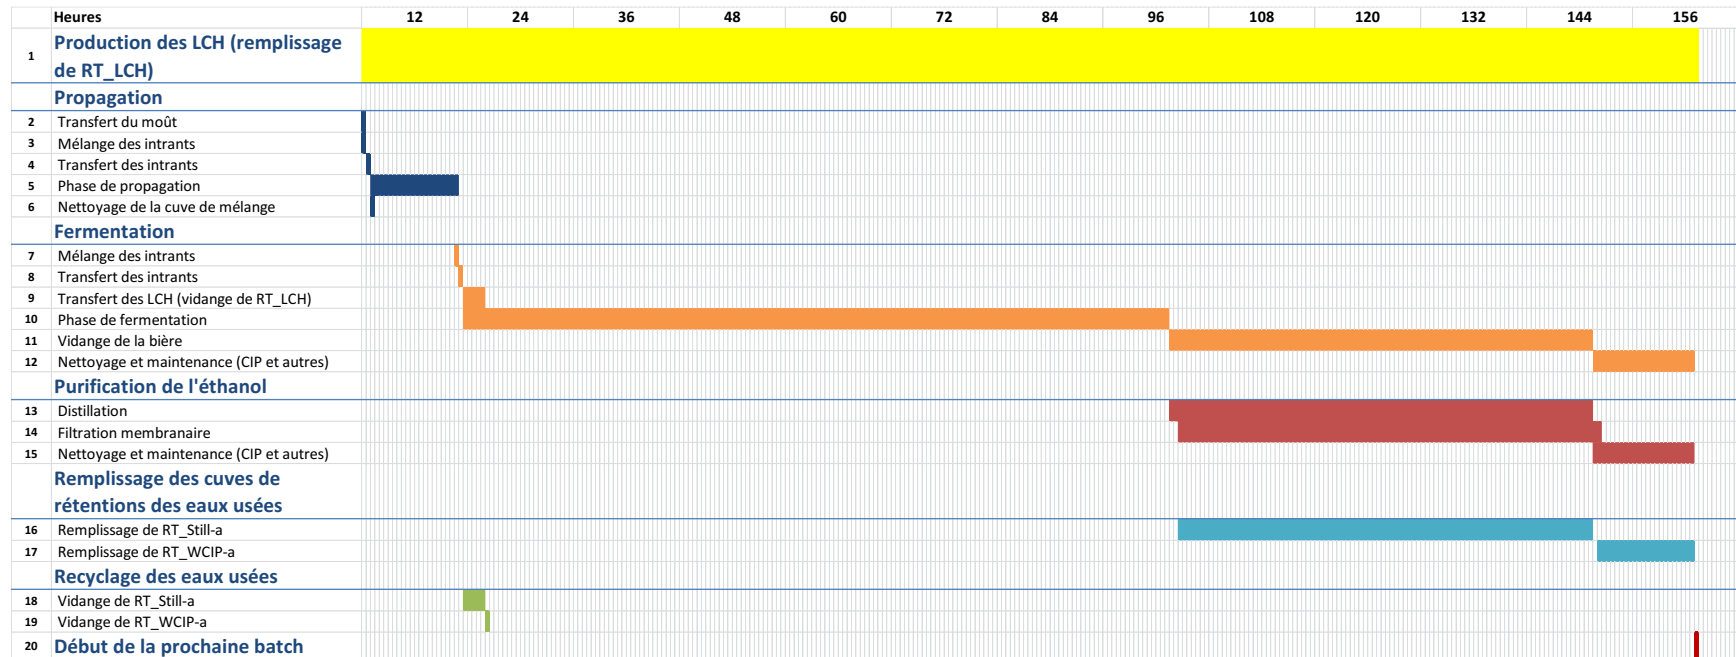 Heures 12 24 36 48 60 72 84 96 108 120 132 144 156
1 Production des LCH (remplissage
de RT_LCH)
Propagation
2 Transfert du moût
3 Mélange des intrants
4 Transfert des intrants
5 Phase de propagation
6 Nettoyage de la cuve de mélange
Fermentation
7 Mélange des intrants
8 Transfert des intrants
9 Transfert des LCH (vidange de RT_LCH)
10 Phase de fermentation
11 Vidange de la bière
12 Nettoyage et maintenance (CIP et autres)
Purification de l'éthanol
13 Distillation
14 Filtration membranaire
15 Nettoyage et maintenance (CIP et autres)
Remplissage des cuves de
rétentions des eaux usées
16 Remplissage de RT_Still-a
17 Remplissage de RT_WCIP-a
Recyclage des eaux usées
18 Vidange de RT_Still-a
19 Vidange de RT_WCIP-a
20 Début de la prochaine batch